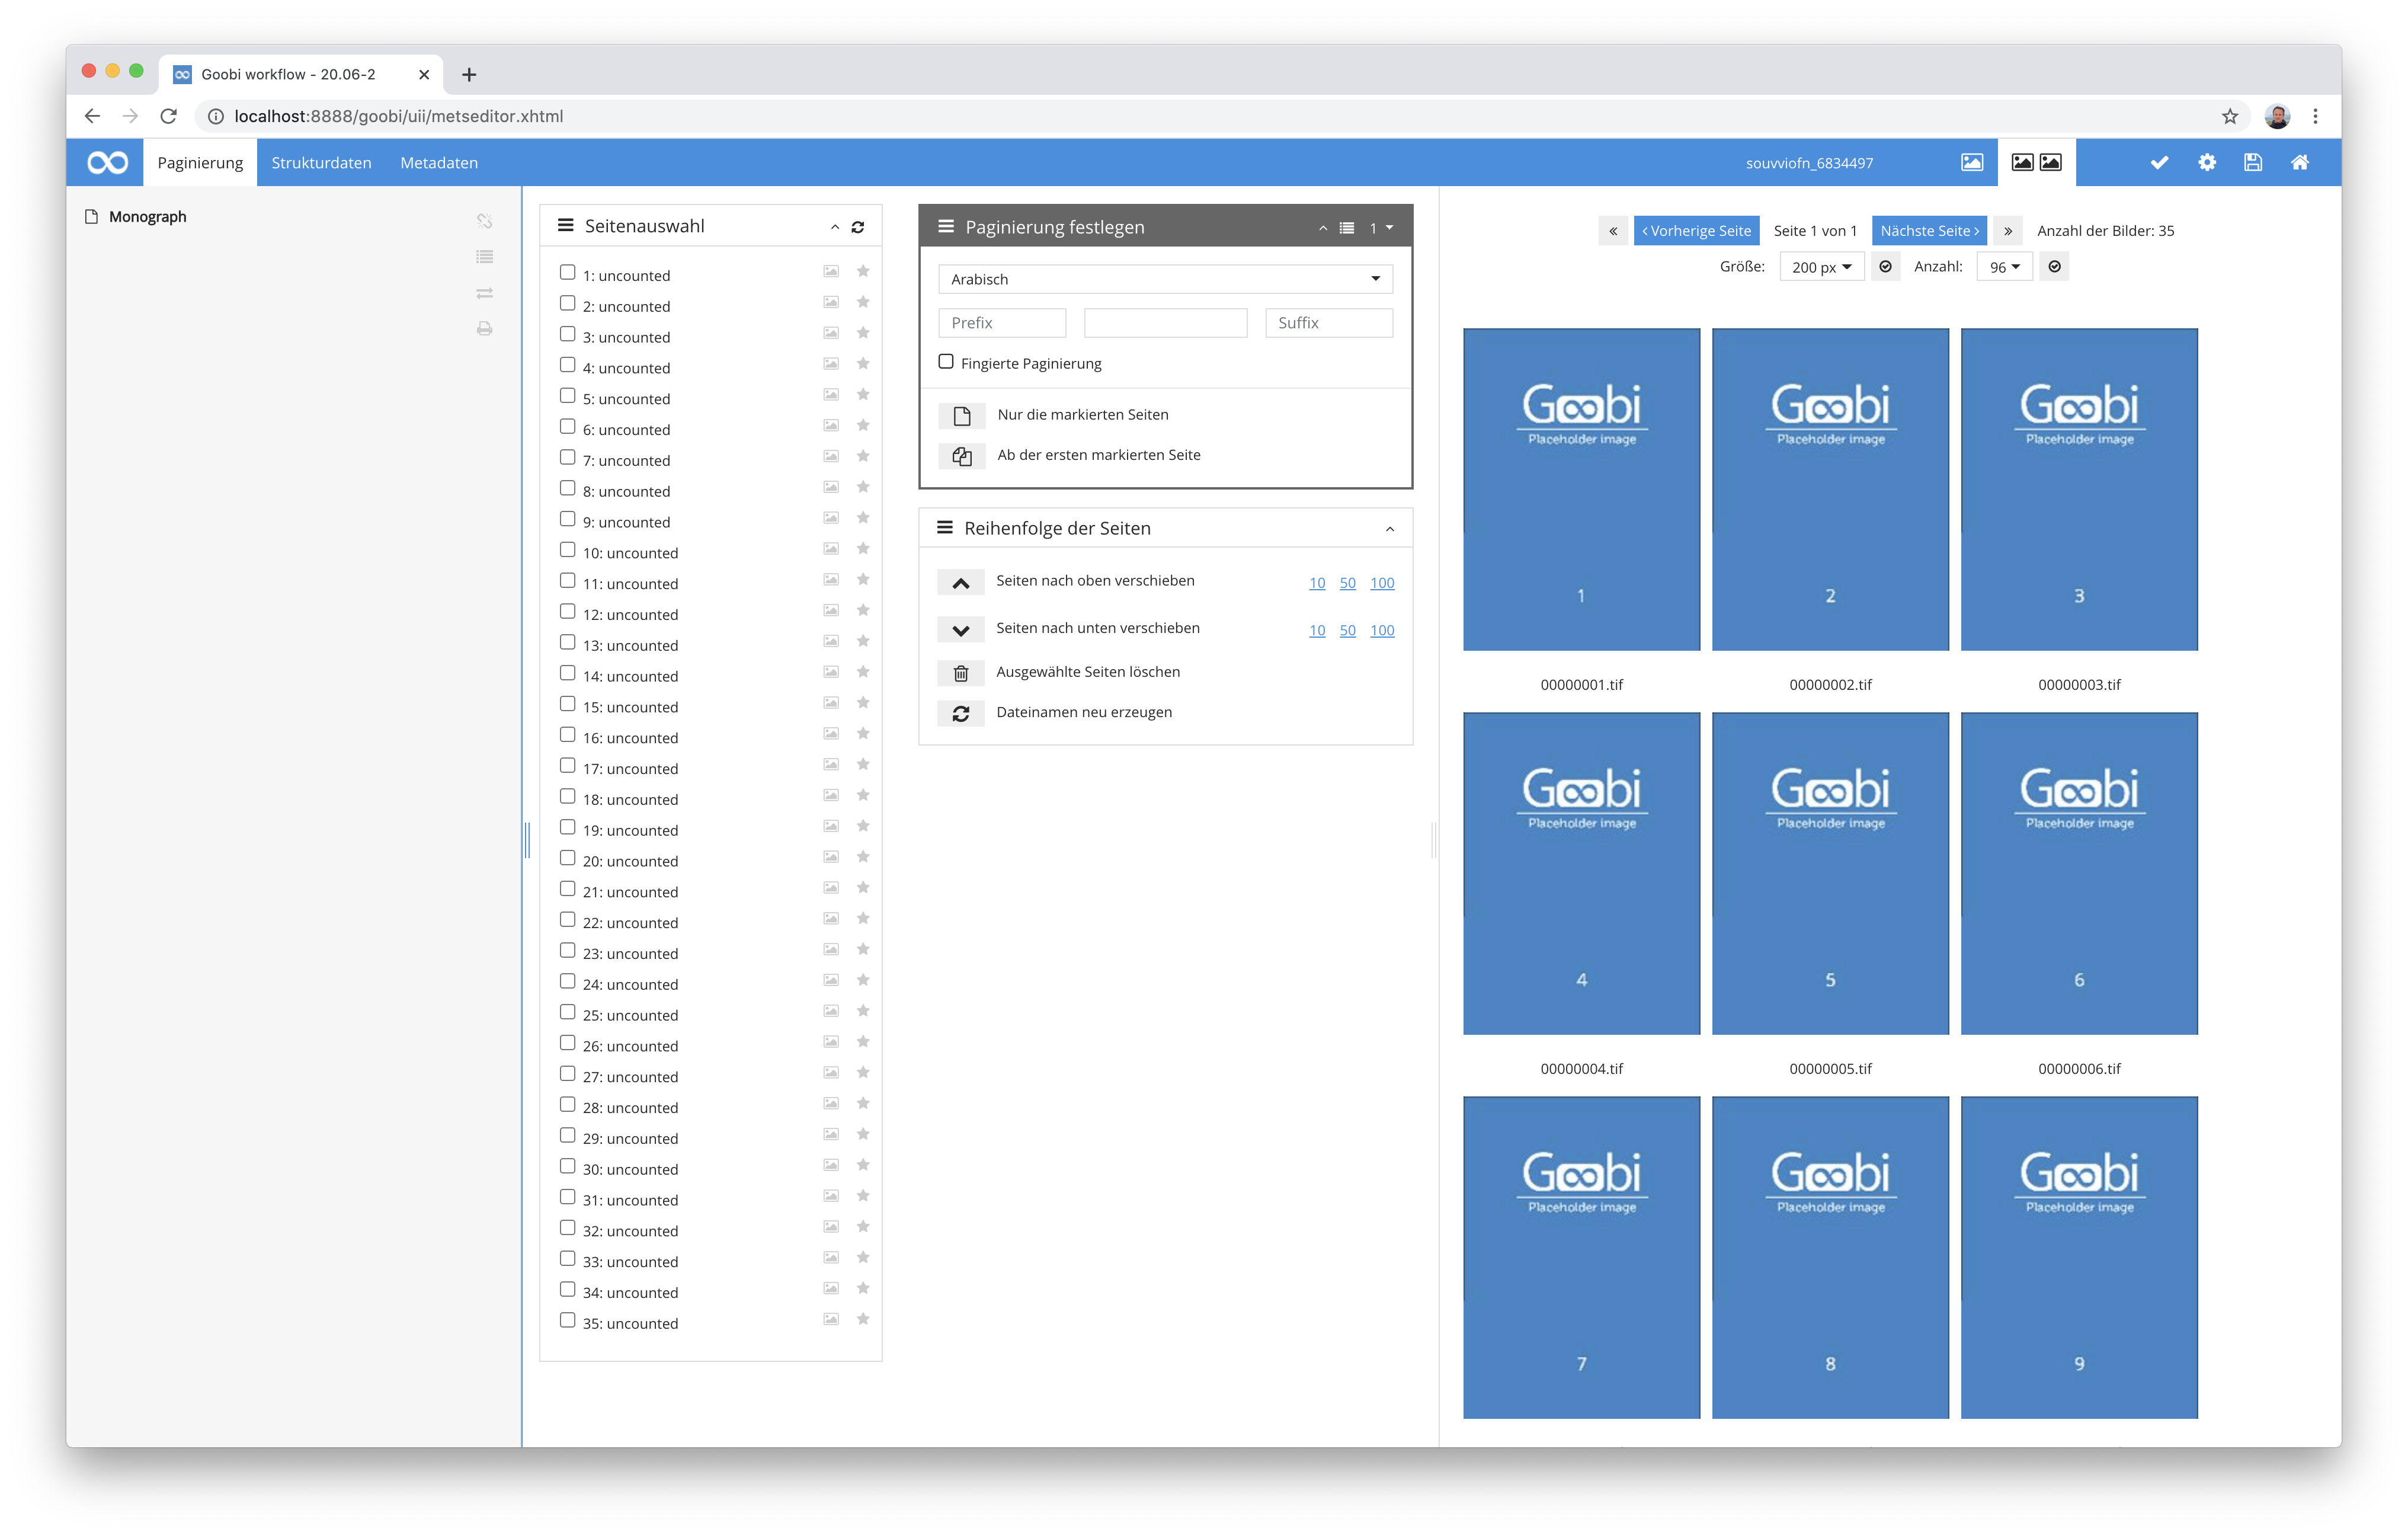 Goobi workflow - 20.06-2
localhost:8888/goobi/uii/metseditor.xhtml
Paginierung Strukturdaten Metadaten souvviofn_6834497
Monograph
Seitenauswahl
1: uncounted
2: uncounted
3: uncounted
4: uncounted
5: uncounted
6: uncounted
7: uncounted
8: uncounted
9: uncounted
10: uncounted
11: uncounted
12: uncounted
13: uncounted
14: uncounted
15: uncounted
16: uncounted
17: uncounted
18: uncounted
19: uncounted
20: uncounted
21: uncounted
22: uncounted
23: uncounted
24: uncounted
25: uncounted
26: uncounted
27: uncounted
28: uncounted
29: uncounted
30: uncounted
31: uncounted
32: uncounted
33: uncounted
34: uncounted
35: uncounted
Paginierung festlegen 1
Arabisch
Prefix Suffix
Fingierte Paginierung
Nur die markierten Seiten
Ab der ersten markierten Seite
Reihenfolge der Seiten
Seiten nach oben verschieben 10 50 100
Seiten nach unten verschieben 10 50 100
Ausgewählte Seiten löschen
Dateinamen neu erzeugen
« ‹ Vorherige Seite Seite 1 von 1 Nächste Seite › » Anzahl der Bilder: 35
Größe: 200 px Anzahl: 96
Goobi Goobi Goobi
Placeholder image Placeholder image Placeholder image
1 2 3
00000001.tif 00000002.tif 00000003.tif
Goobi Goobi Goobi
Placeholder image Placeholder image Placeholder image
4 5 6
00000004.tif 00000005.tif 00000006.tif
Goobi Goobi Goobi
Placeholder image Placeholder image Placeholder image
7 8 9